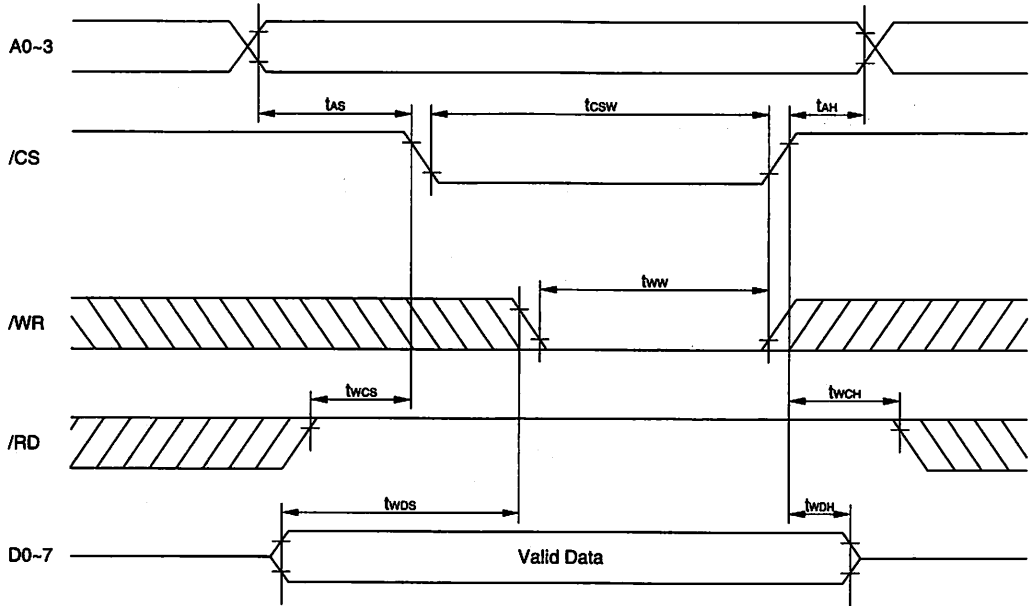 A0~3
tAS
tCSW
tAH
/CS
tWW
/WR
tWCS
tWCH
/RD
tWDS
tWDH
D0~7
Valid Data